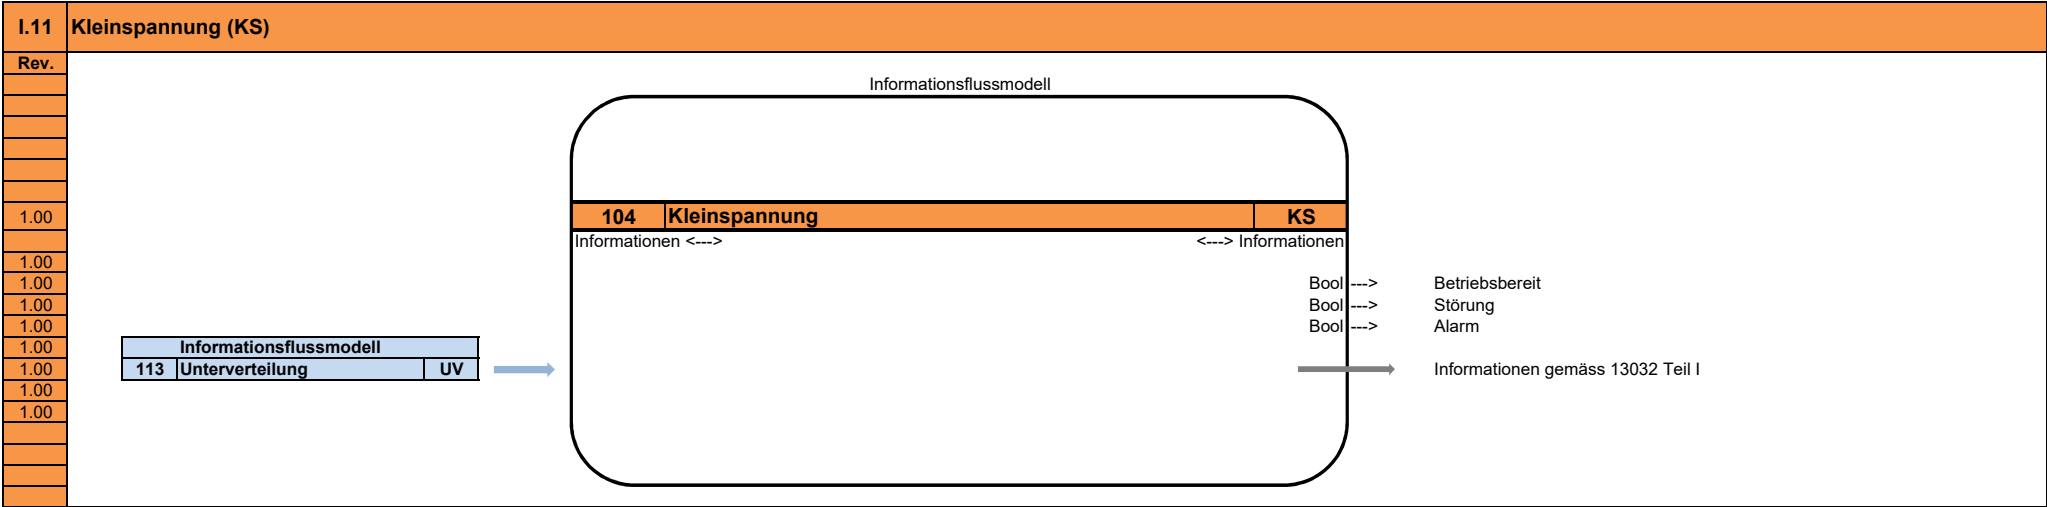 I.11 Kleinspannung (KS)
Rev.
Informationsflussmodell
1.00 104 Kleinspannung KS
Informationen <---> <---> Informationen
1.00
1.00 Bool ---> Betriebsbereit
1.00 Bool ---> Störung
1.00 Bool ---> Alarm
1.00 Informationsflussmodell
1.00 113 Unterverteilung UV Informationen gemäss 13032 Teil I
1.00
1.00